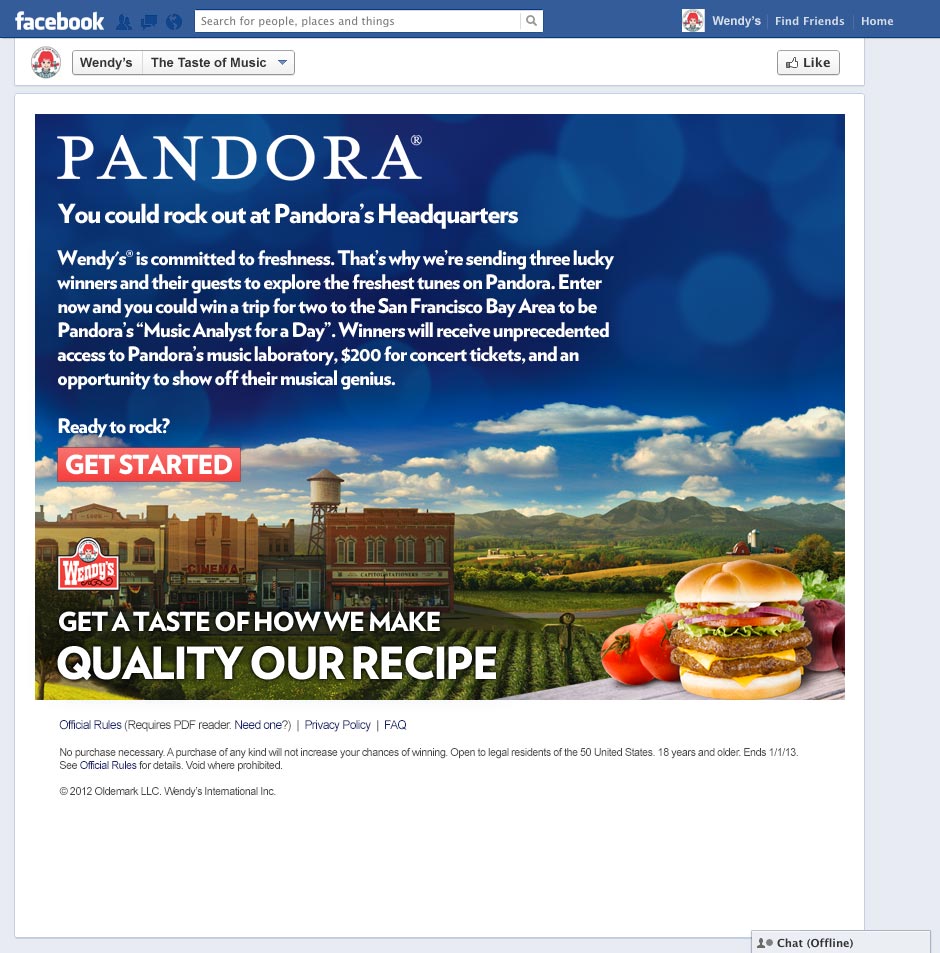 facebook
Search for people, places and things
Wendy's
Find Friends
Home
Wendy's
The Taste of Music
Like
PANDORA®
You could rock out at Pandora's Headquarters
Wendy's® is committed to freshness. That's why we're sending three lucky
winners and their guests to explore the freshest tunes on Pandora. Enter
now and you could win a trip for two to the San Francisco Bay Area to be
Pandora's “Music Analyst for a Day”. Winners will receive unprecedented
access to Pandora's music laboratory, $200 for concert tickets, and an
opportunity to show off their musical genius.
Ready to rock?
GET STARTED
CINEMA
CAPITOL STATIONERS
Wendy's
GET A TASTE OF HOW WE MAKE
QUALITY OUR RECIPE
Official Rules (Requires PDF reader. Need one?) | Privacy Policy | FAQ
No purchase necessary. A purchase of any kind will not increase your chances of winning. Open to legal residents of the 50 United States. 18 years and older. Ends 1/1/13.
See Official Rules for details. Void where prohibited.
© 2012 Oldemark LLC. Wendy's International Inc.
Chat (Offline)